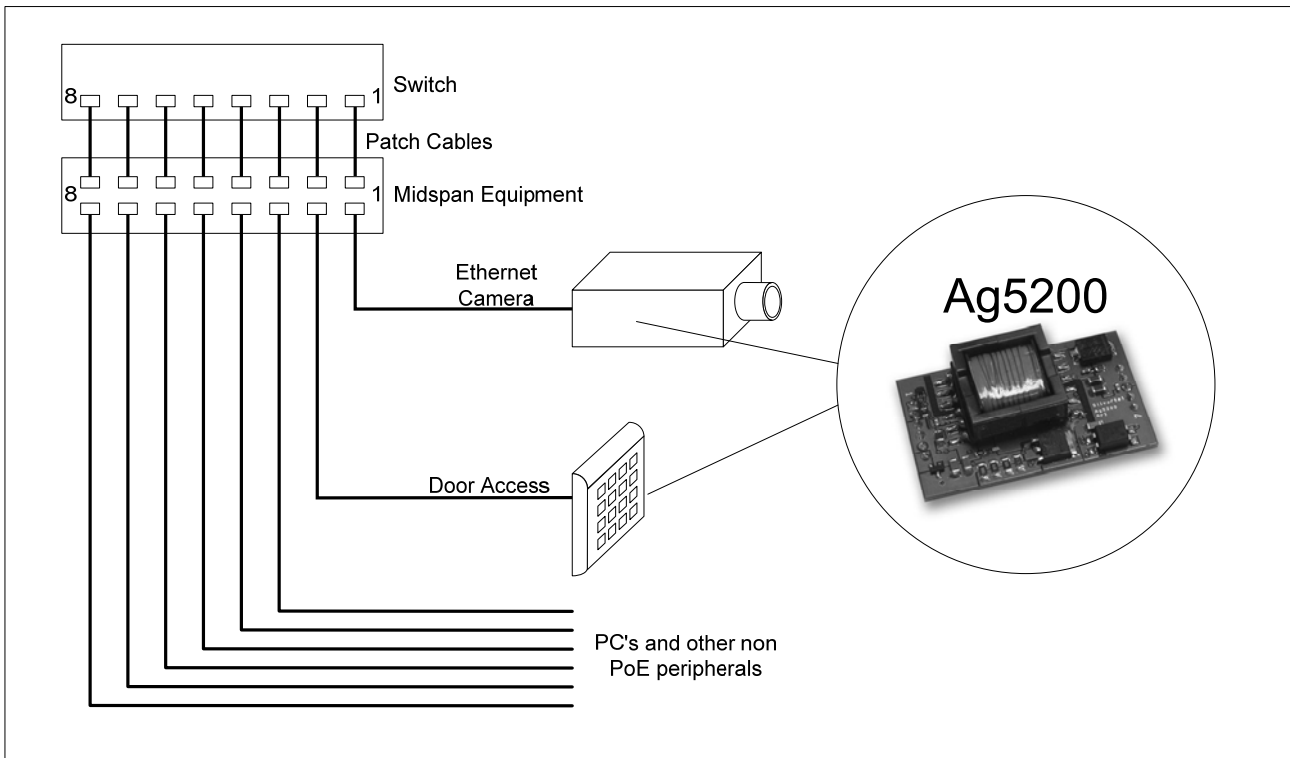 8
1
Switch
Patch Cables
8
1
Midspan Equipment
Ethernet
Camera
Ag5200
Door Access
PC's and other non
PoE peripherals